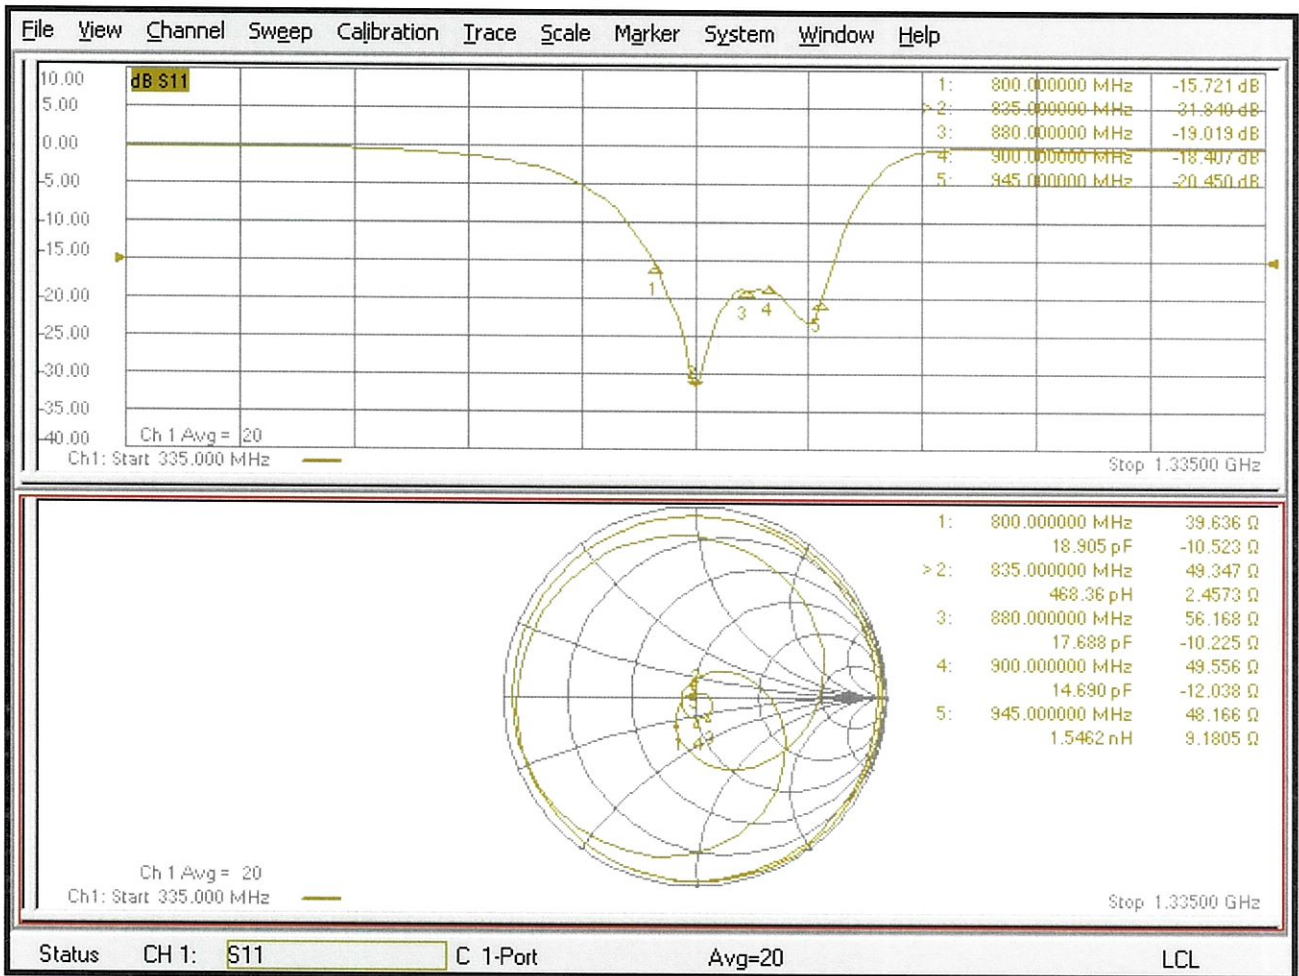 File View Channel Sweep Calibration Trace Scale Marker System Window Help
10.00
dB S11
1: 800.000000 MHz -15.721 dB
5.00
> 2: 835.000000 MHz -31.840 dB
3: 880.000000 MHz -19.019 dB
0.00
4: 900.000000 MHz -18.407 dB
-5.00
5: 945.000000 MHz -20.450 dB
-10.00
-15.00
1
-20.00
3 4
-25.00
5
-30.00
2
-35.00
-40.00
Ch 1 Avg = 20
Ch1: Start 335.000 MHz
Stop 1.33500 GHz
1: 800.000000 MHz 39.636 Ω
18.905 pF -10.523 Ω
> 2: 835.000000 MHz 49.347 Ω
468.36 pH 2.4573 Ω
3: 880.000000 MHz 56.168 Ω
17.688 pF -10.225 Ω
4: 900.000000 MHz 49.556 Ω
14.690 pF -12.038 Ω
5: 945.000000 MHz 48.166 Ω
1.5462 nH 9.1805 Ω
1 4 3
Ch 1 Avg = 20
Ch1: Start 335.000 MHz
Stop 1.33500 GHz
Status CH 1: S11 C 1-Port Avg=20 LCL